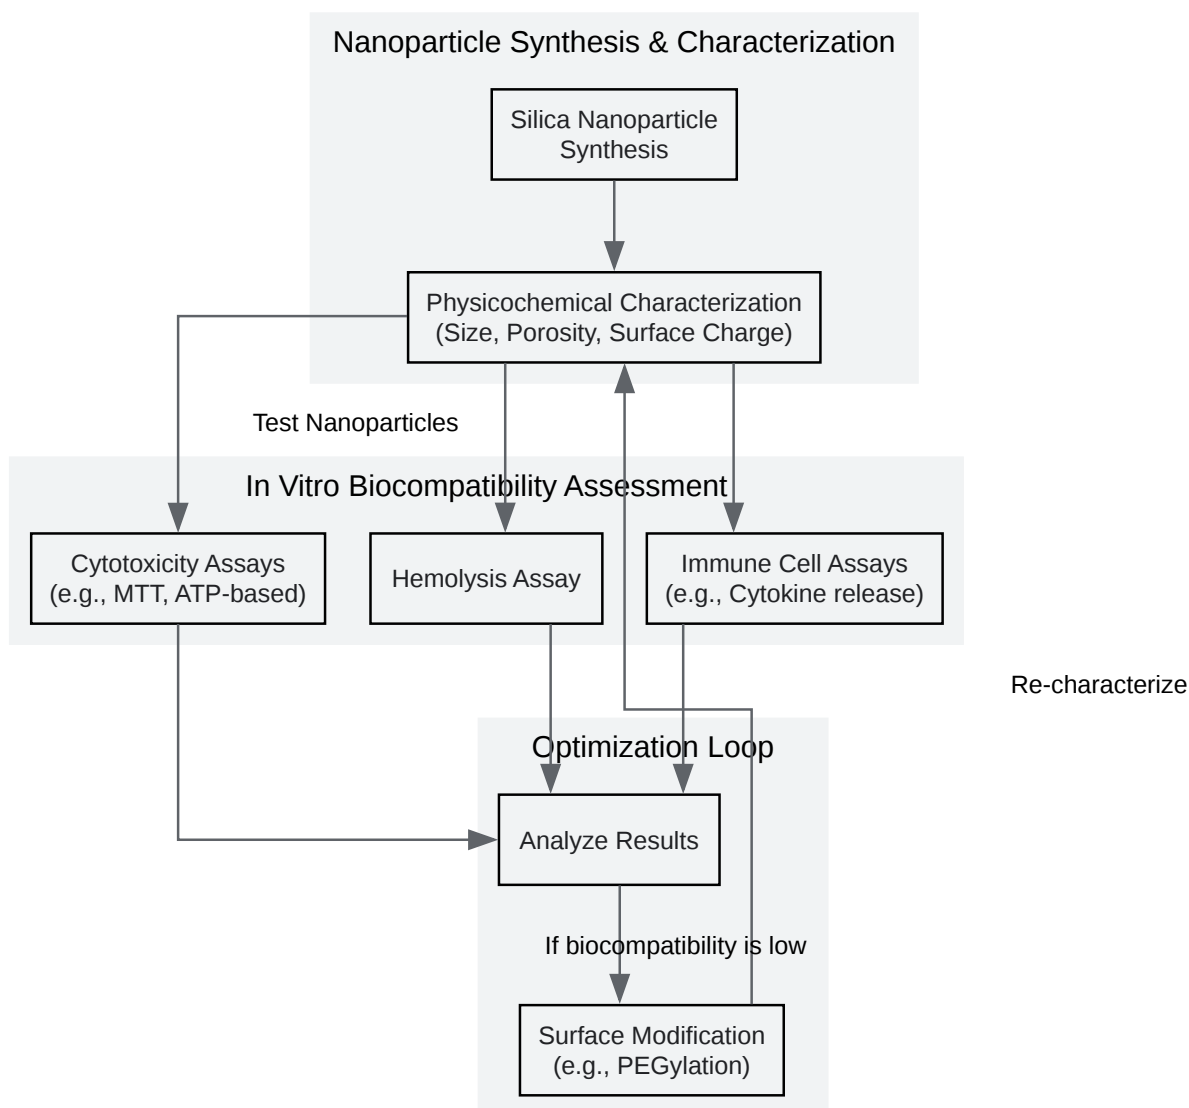 Nanoparticle Synthesis & Characterization
Silica Nanoparticle
Synthesis
Physicochemical Characterization
(Size, Porosity, Surface Charge)
Test Nanoparticles
In Vitro Biocompatibility Assessment
Cytotoxicity Assays
(e.g., MTT, ATP-based)
Hemolysis Assay
Immune Cell Assays
(e.g., Cytokine release)
Re-characterize
Optimization Loop
Analyze Results
If biocompatibility is low
Surface Modification
(e.g., PEGylation)